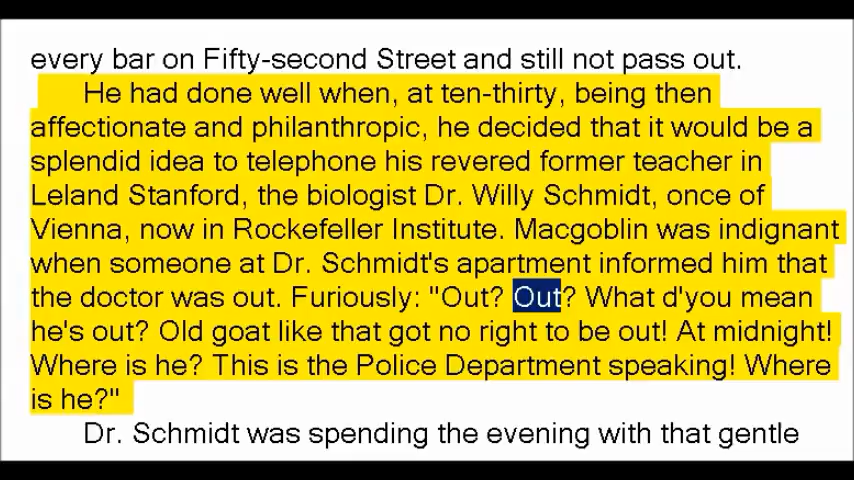 every bar on Fifty-second Street and still not pass out.
He had done well when, at ten-thirty, being then
affectionate and philanthropic, he decided that it would be a
splendid idea to telephone his revered former teacher in
Leland Stanford, the biologist Dr. Willy Schmidt, once of
Vienna, now in Rockefeller Institute. Macgoblin was indignant
when someone at Dr. Schmidt's apartment informed him that
the doctor was out. Furiously: "Out? Out? What d'you mean
he's out? Old goat like that got no right to be out! At midnight!
Where is he? This is the Police Department speaking! Where
is he?"
Dr. Schmidt was spending the evening with that gentle